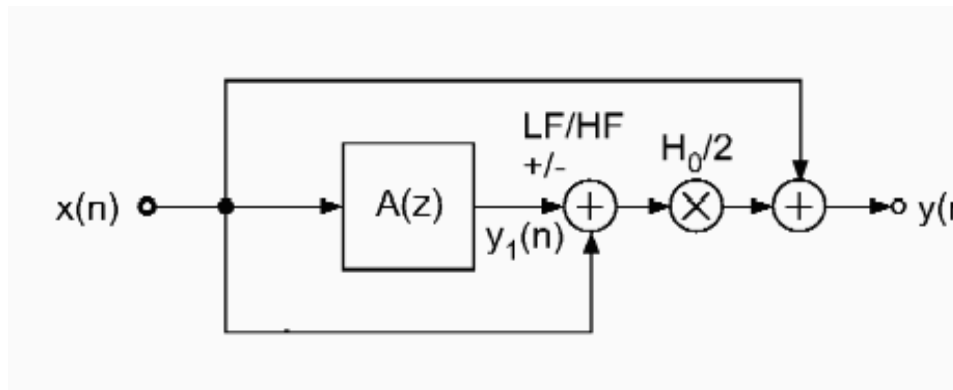 LF/HF
+/-
H₀/2
x(n)
A(z)
y₁(n)
+
×
+
y(n